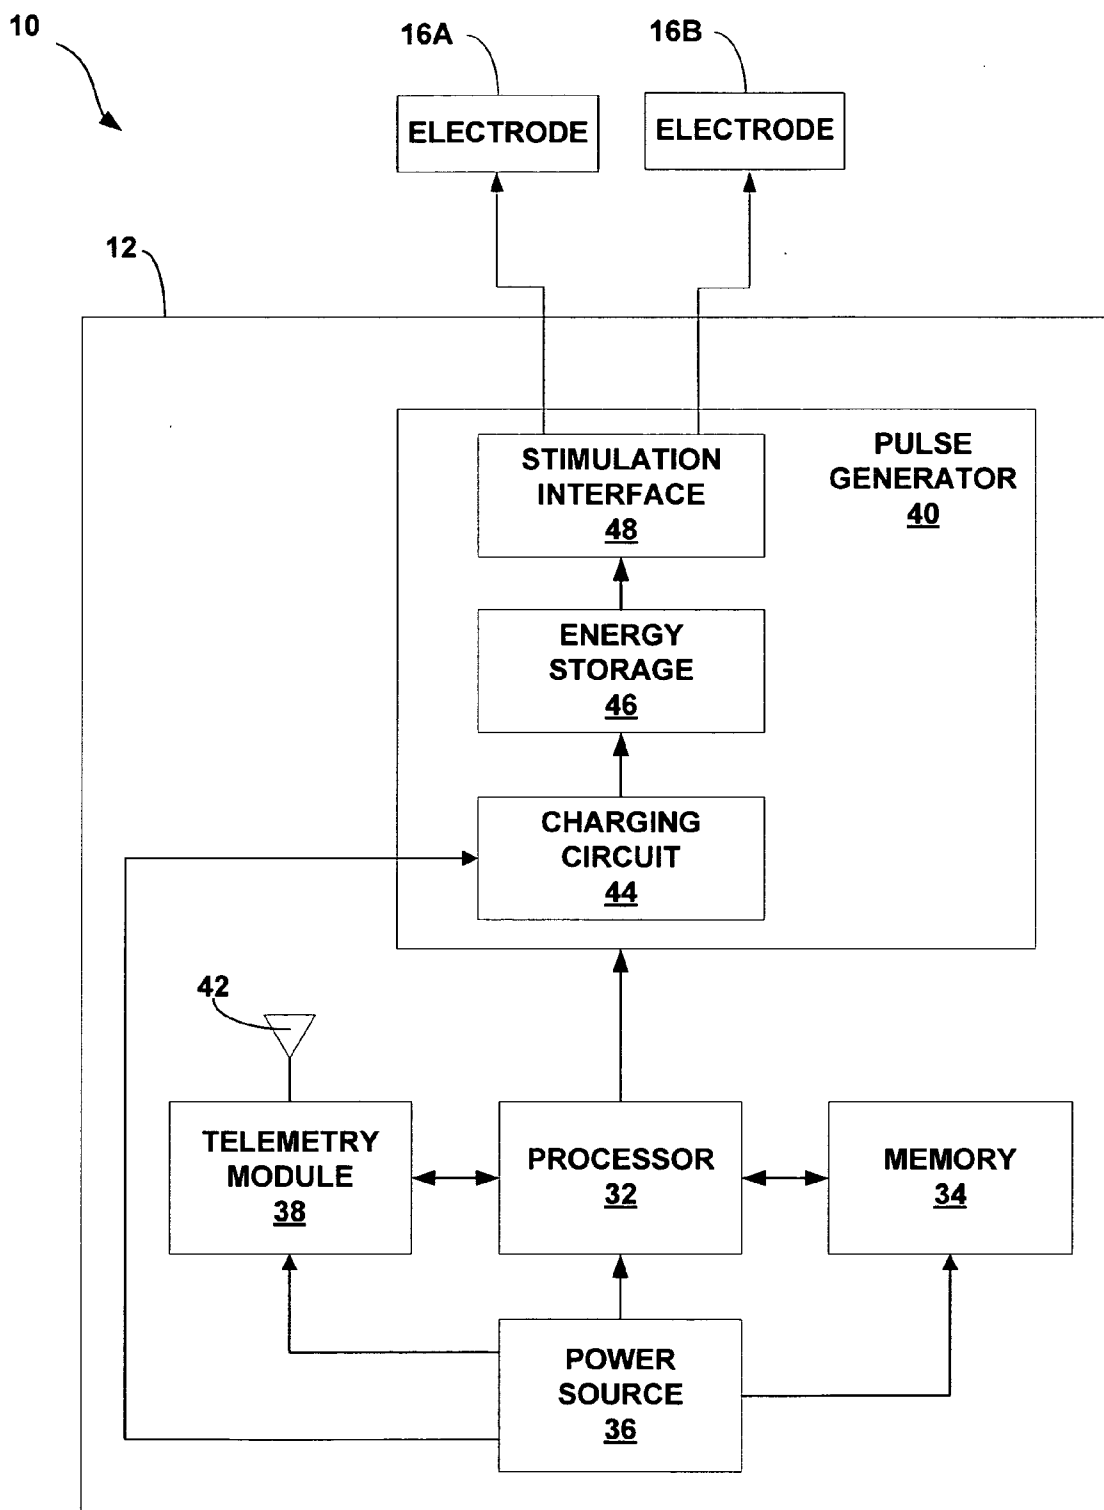 10
16A
16B
ELECTRODE
ELECTRODE
12
PULSE
GENERATOR
40
STIMULATION
INTERFACE
48
ENERGY
STORAGE
46
CHARGING
CIRCUIT
44
42
TELEMETRY
MODULE
38
PROCESSOR
32
MEMORY
34
POWER
SOURCE
36